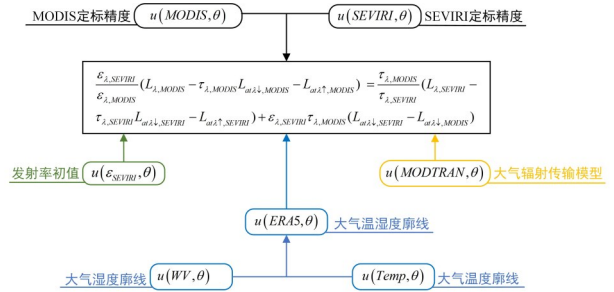 MODIS定标精度 u(MODIS,θ) u(SEVIRI,θ) SEVIRI定标精度
ε_{λ,SEVIRI}/ε_{λ,MODIS} (L_{λ,MODIS} − τ_{λ,MODIS}L_{atλ↓,MODIS} − L_{atλ↑,MODIS}) = τ_{λ,MODIS}/τ_{λ,SEVIRI} (L_{λ,SEVIRI} −
τ_{λ,SEVIRI}L_{atλ↓,SEVIRI} − L_{atλ↑,SEVIRI}) + ε_{λ,SEVIRI}τ_{λ,MODIS}(L_{atλ↓,SEVIRI} − L_{atλ↓,MODIS})
发射率初值 u(ε_{SEVIRI},θ) u(MODTRAN,θ) 大气辐射传输模型
u(ERA5,θ) 大气温湿度廓线
大气湿度廓线 u(WV,θ) u(Temp,θ) 大气温度廓线